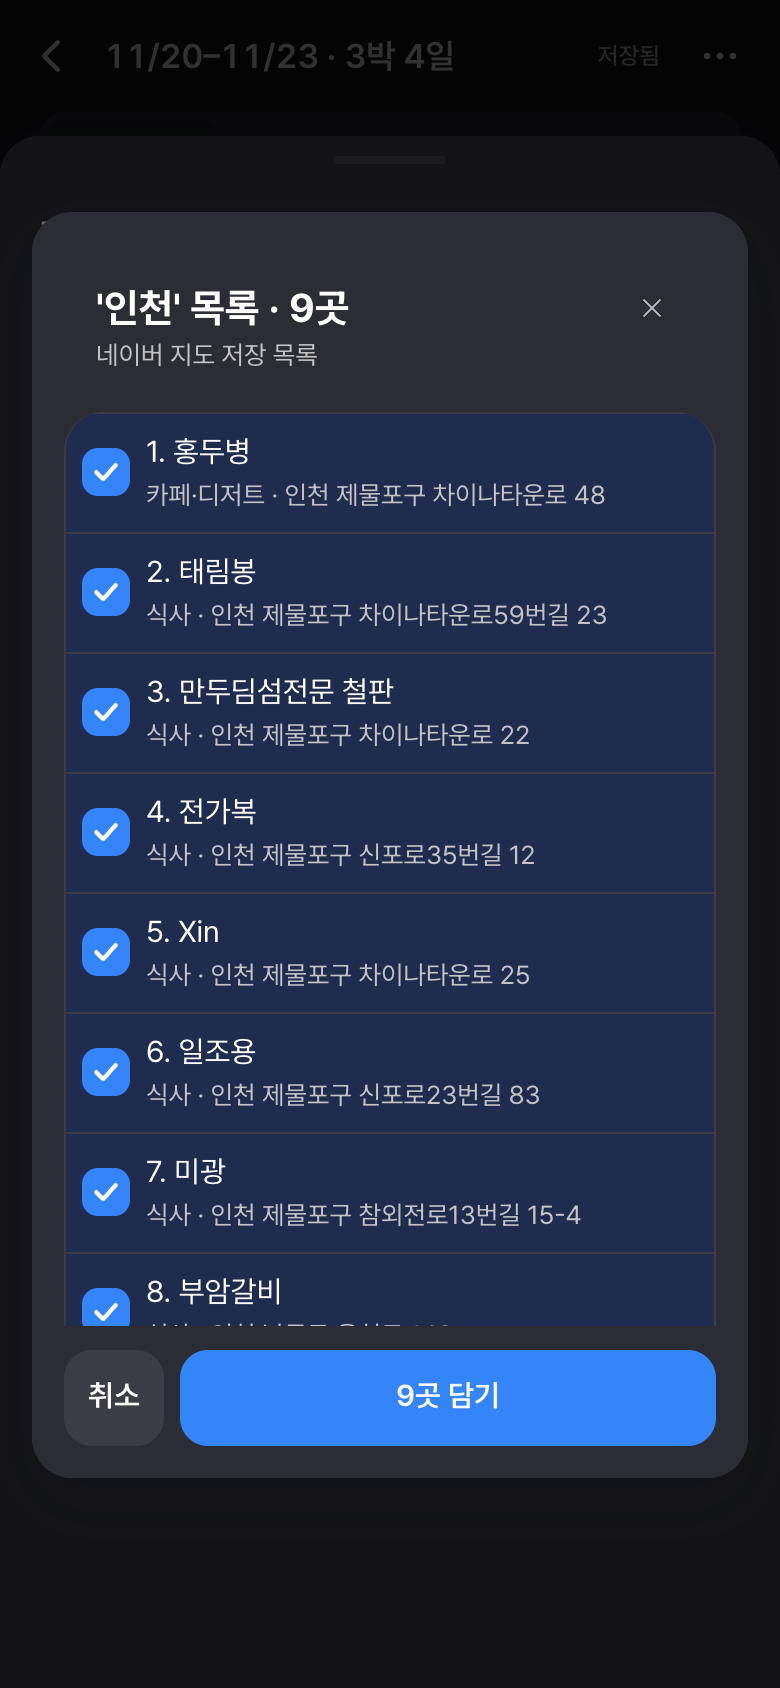 11/20–11/23 · 3박 4일
저장됨
'인천' 목록 · 9곳
네이버 지도 저장 목록
1. 홍두병
카페·디저트 · 인천 제물포구 차이나타운로 48
2. 태림봉
식사 · 인천 제물포구 차이나타운로59번길 23
3. 만두딤섬전문 철판
식사 · 인천 제물포구 차이나타운로 22
4. 전가복
식사 · 인천 제물포구 신포로35번길 12
5. Xin
식사 · 인천 제물포구 차이나타운로 25
6. 일조용
식사 · 인천 제물포구 신포로23번길 83
7. 미광
식사 · 인천 제물포구 참외전로13번길 15-4
8. 부암갈비
취소
9곳 담기